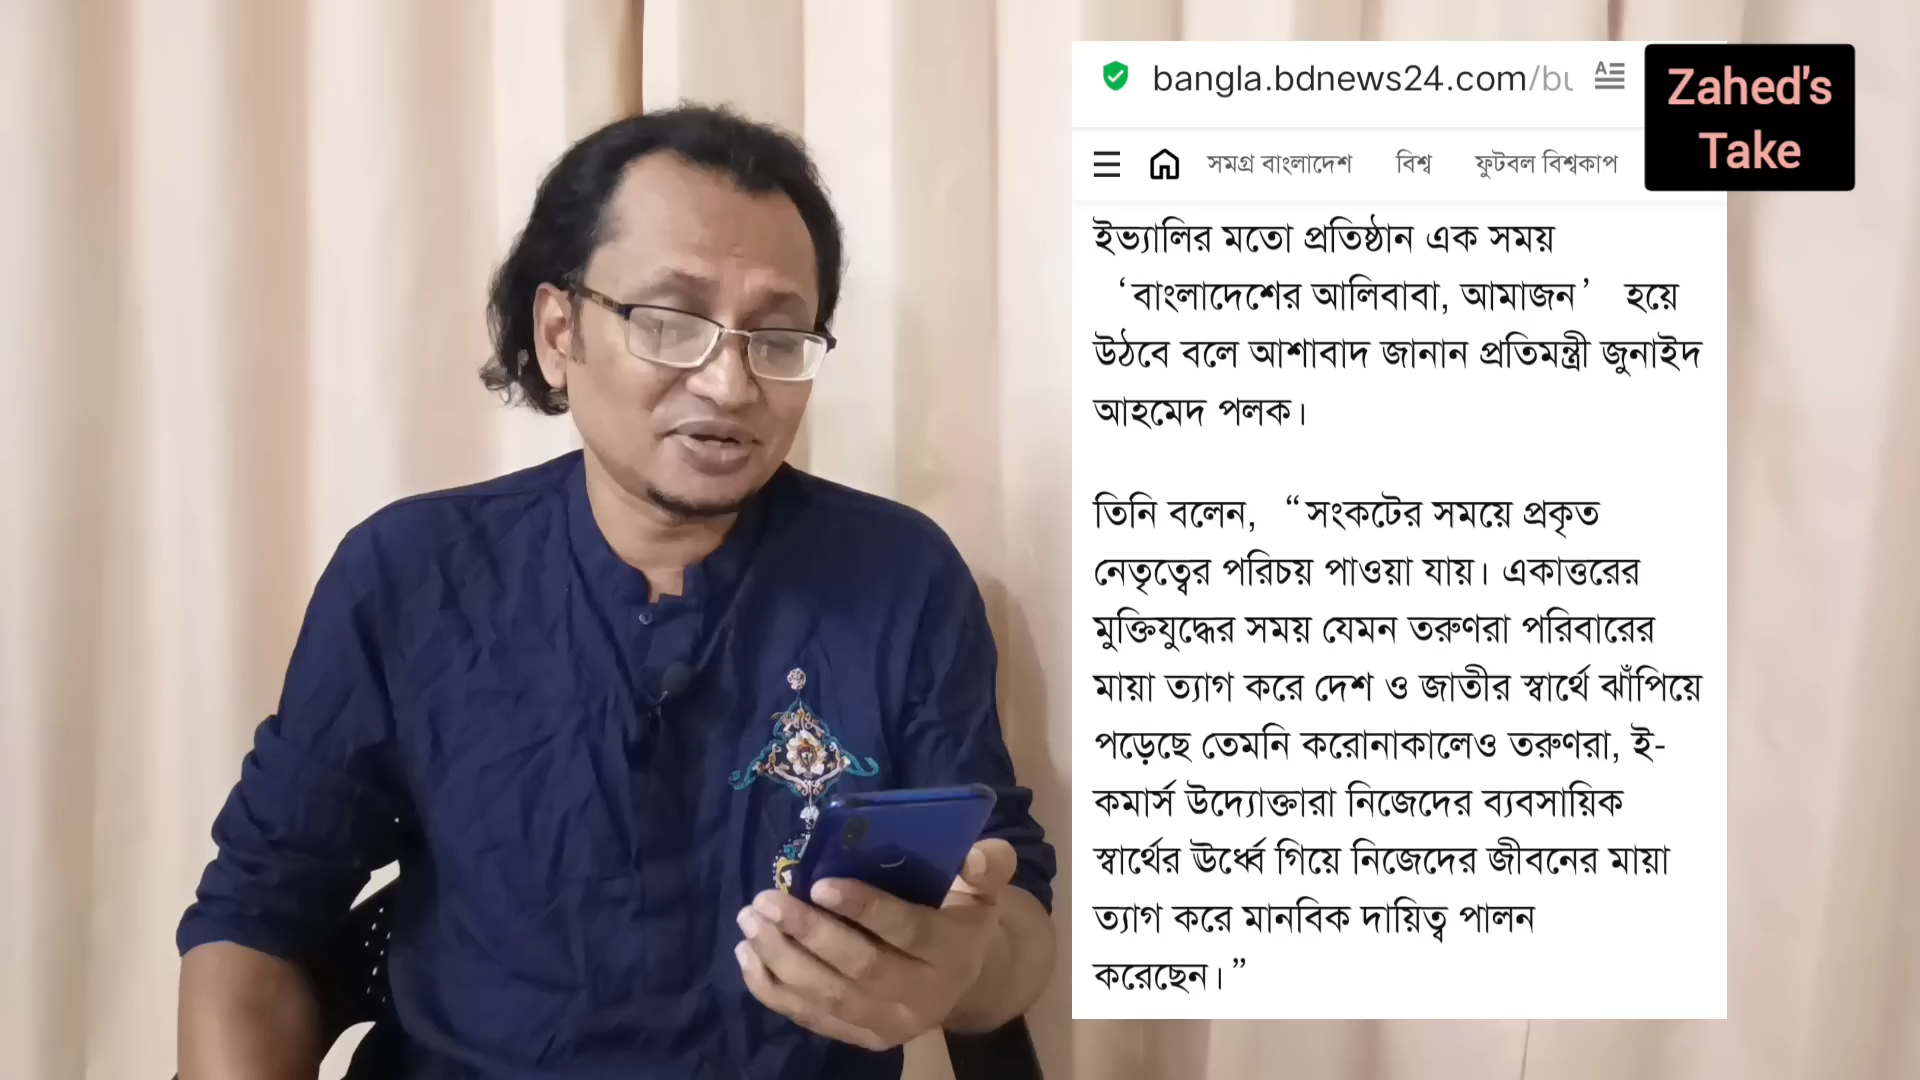 bangla.bdnews24.com/bu
Zahed's
Take
সমগ্র বাংলাদেশ বিশ্ব ফুটবল বিশ্বকাপ
ইভ্যালির মতো প্রতিষ্ঠান এক সময়
‘বাংলাদেশের আলিবাবা, আমাজন’ হয়ে
উঠবে বলে আশাবাদ জানান প্রতিমন্ত্রী জুনাইদ
আহমেদ পলক।
তিনি বলেন, “সংকটের সময়ে প্রকৃত
নেতৃত্বের পরিচয় পাওয়া যায়। একাত্তরের
মুক্তিযুদ্ধের সময় যেমন তরুণরা পরিবারের
মায়া ত্যাগ করে দেশ ও জাতীর স্বার্থে ঝাঁপিয়ে
পড়েছে তেমনি করোনাকালেও তরুণরা, ই-
কমার্স উদ্যোক্তারা নিজেদের ব্যবসায়িক
স্বার্থের ঊর্ধ্বে গিয়ে নিজেদের জীবনের মায়া
ত্যাগ করে মানবিক দায়িত্ব পালন
করেছেন।”